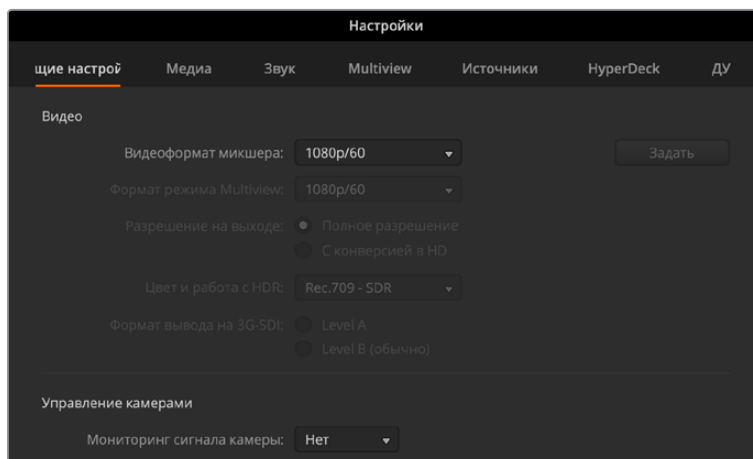 Настройки
щие настрой Медиа Звук Multiview Источники HyperDeck ДУ
Видео
Видеоформат микшера: 1080p/60 Задать
Формат режима Multiview: 1080p/60
Разрешение на выходе: Полное разрешение
С конверсией в HD
Цвет и работа с HDR: Rec.709 - SDR
Формат вывода на 3G-SDI: Level A
Level B (обычно)
Управление камерами
Мониторинг сигнала камеры: Нет